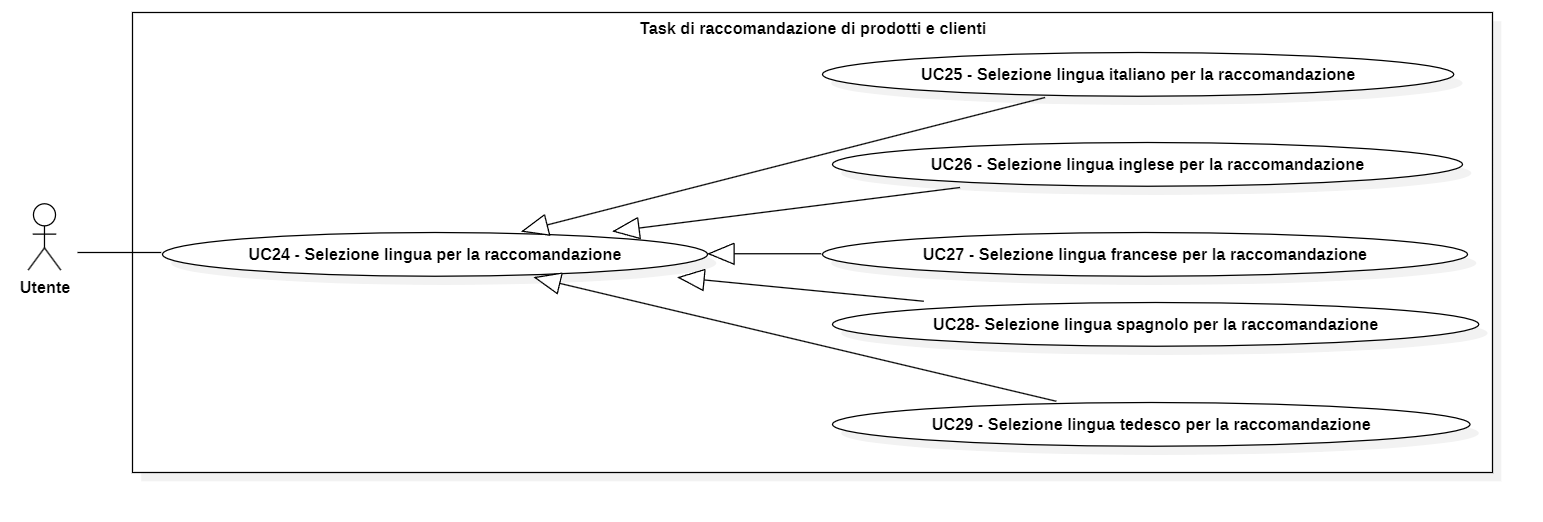 Task di raccomandazione di prodotti e clienti
UC25 - Selezione lingua italiano per la raccomandazione
UC26 - Selezione lingua inglese per la raccomandazione
Utente
UC24 - Selezione lingua per la raccomandazione
UC27 - Selezione lingua francese per la raccomandazione
UC28- Selezione lingua spagnolo per la raccomandazione
UC29 - Selezione lingua tedesco per la raccomandazione